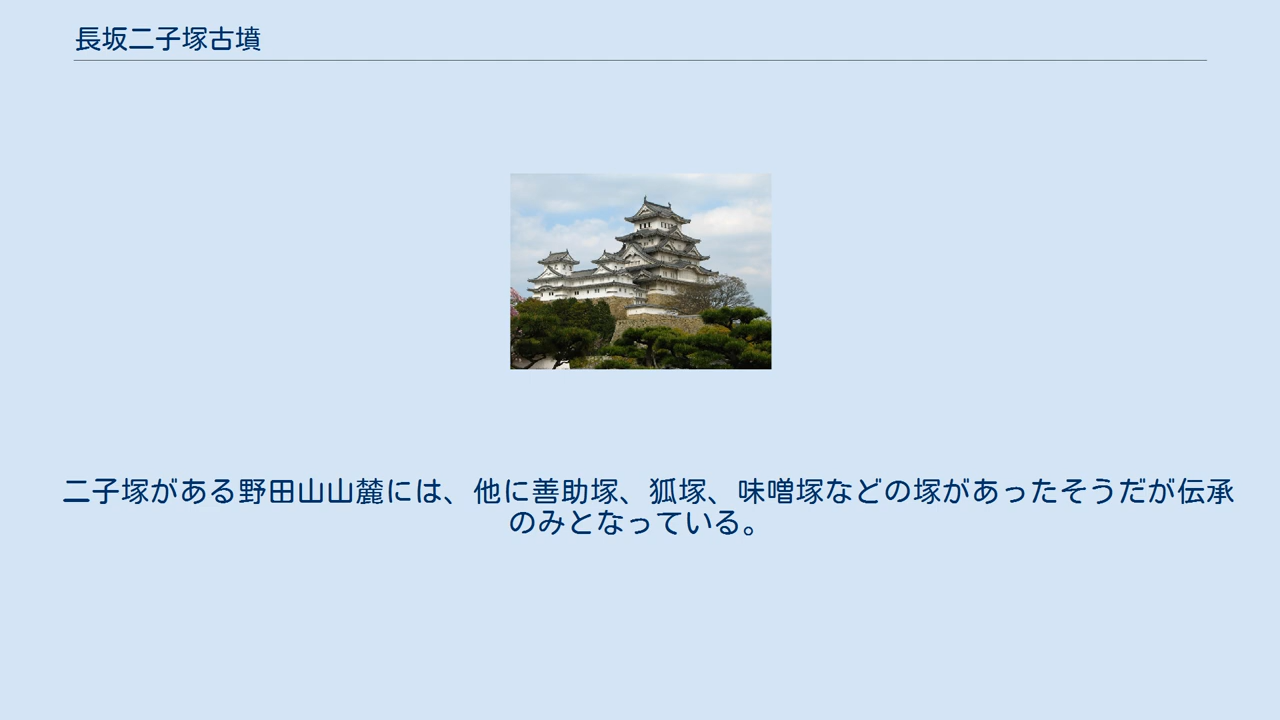 長坂二子塚古墳
二子塚がある野田山山麓には、他に善助塚、狐塚、味噌塚などの塚があったそうだが伝承
のみとなっている。